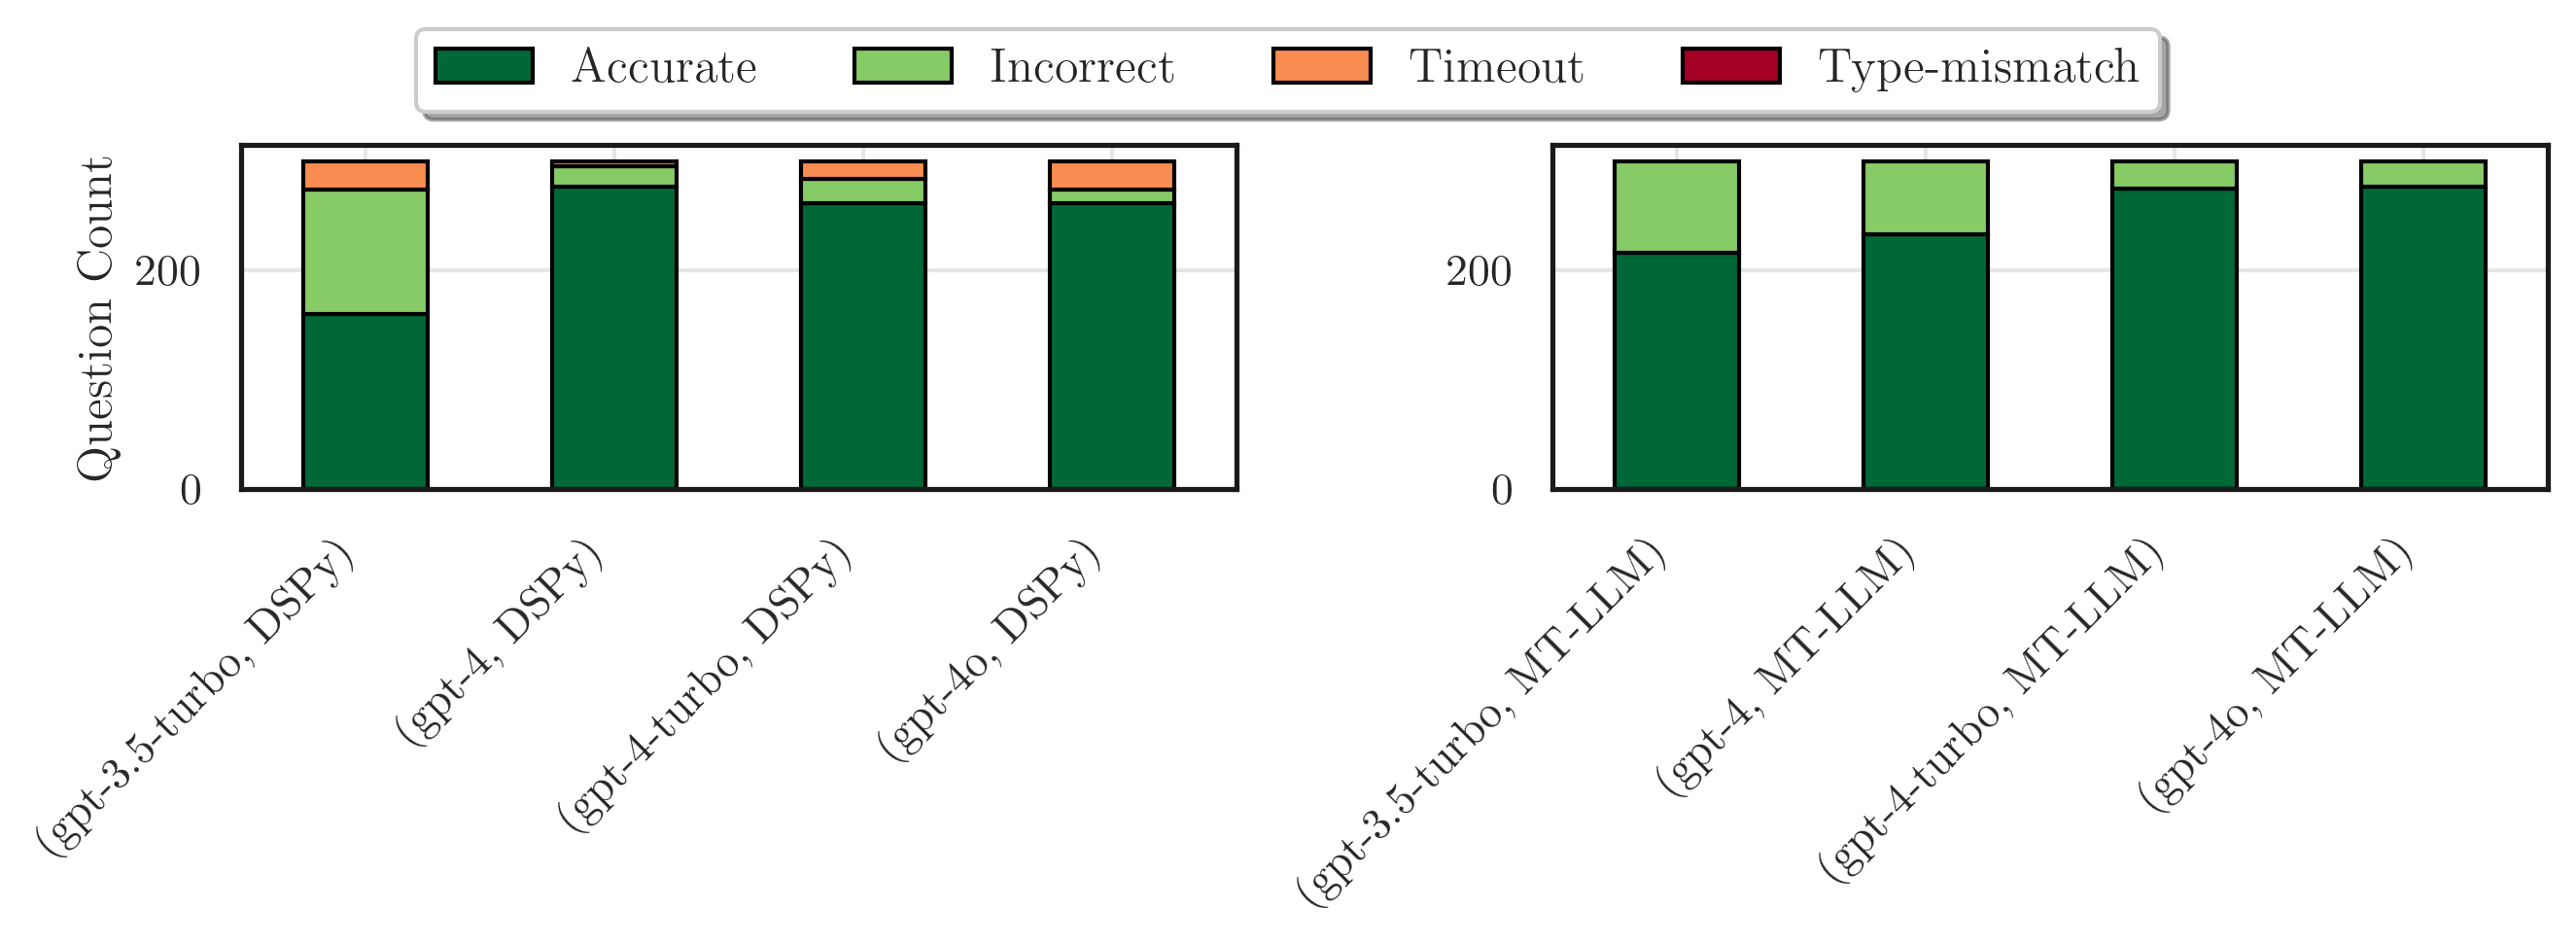 Accurate Incorrect Timeout Type-mismatch
Question Count
200
0
(gpt-3.5-turbo, DSPy)
(gpt-4, DSPy)
(gpt-4-turbo, DSPy)
(gpt-4o, DSPy)
200
0
(gpt-3.5-turbo, MT-LLM)
(gpt-4, MT-LLM)
(gpt-4-turbo, MT-LLM)
(gpt-4o, MT-LLM)